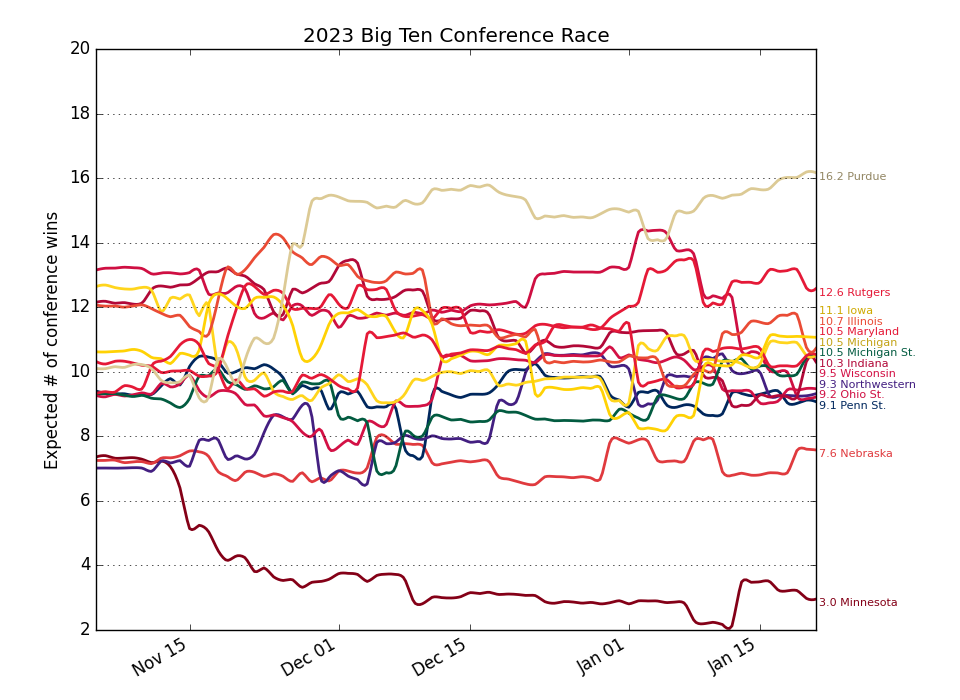 2023 Big Ten Conference Race
Expected # of conference wins
20
18
16
14
12
10
8
6
4
2
16.2 Purdue
12.6 Rutgers
11.1 Iowa
10.7 Illinois
10.5 Maryland
10.5 Michigan
10.5 Michigan St.
10.3 Indiana
9.5 Wisconsin
9.3 Northwestern
9.2 Ohio St.
9.1 Penn St.
7.6 Nebraska
3.0 Minnesota
Nov 15
Dec 01
Dec 15
Jan 01
Jan 15